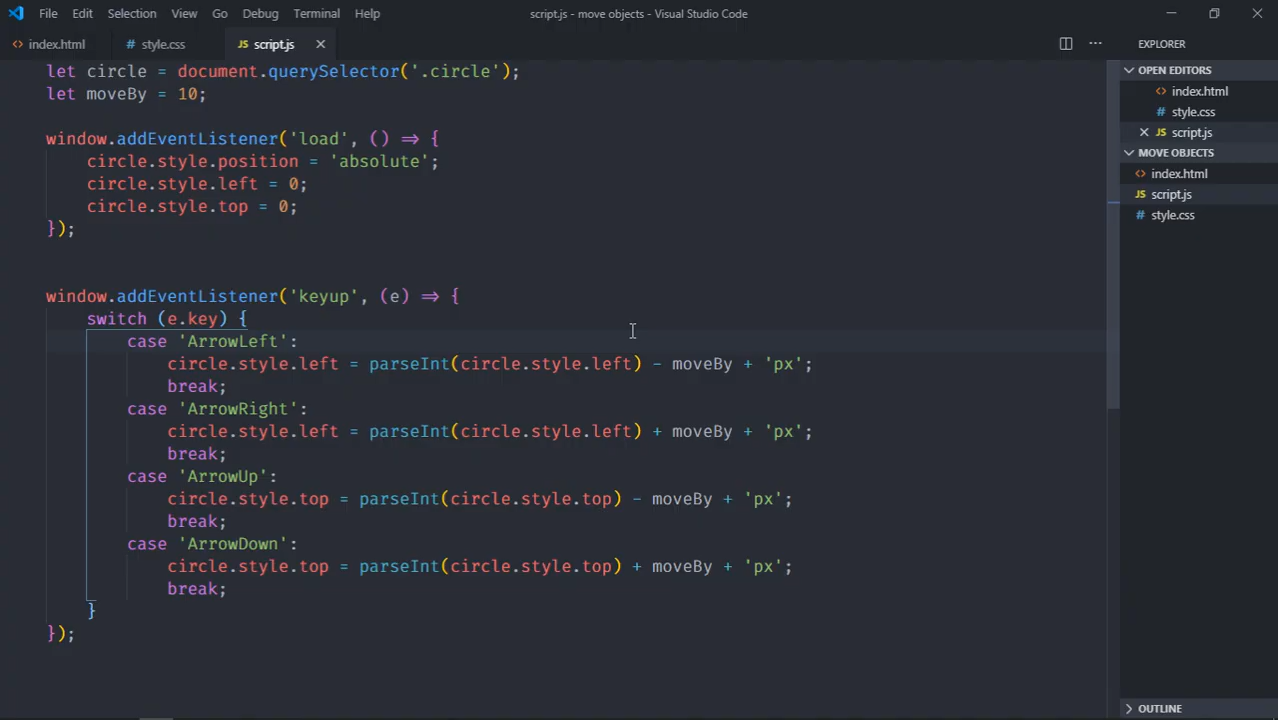 File Edit Selection View Go Debug Terminal Help script.js - move objects - Visual Studio Code
index.html style.css JS script.js
let circle = document.querySelector('.circle');
let moveBy = 10;
window.addEventListener('load', () => {
circle.style.position = 'absolute';
circle.style.left = 0;
circle.style.top = 0;
});
window.addEventListener('keyup', (e) => {
switch (e.key) {
case 'ArrowLeft':
circle.style.left = parseInt(circle.style.left) - moveBy + 'px';
break;
case 'ArrowRight':
circle.style.left = parseInt(circle.style.left) + moveBy + 'px';
break;
case 'ArrowUp':
circle.style.top = parseInt(circle.style.top) - moveBy + 'px';
break;
case 'ArrowDown':
circle.style.top = parseInt(circle.style.top) + moveBy + 'px';
break;
}
});
EXPLORER
OPEN EDITORS
index.html
style.css
JS script.js
MOVE OBJECTS
index.html
JS script.js
style.css
OUTLINE